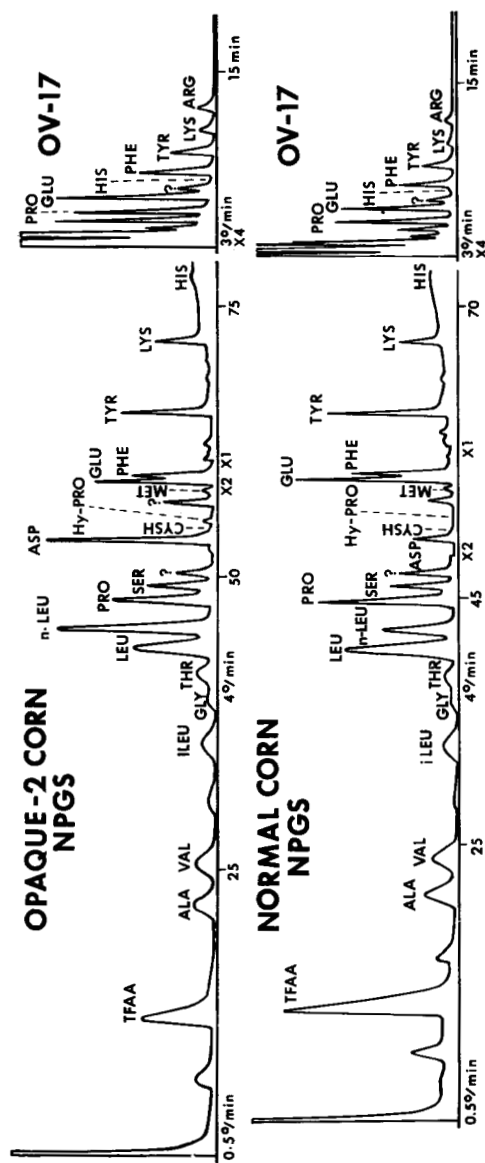 OPAQUE-2 CORN
NPGS
TFAA
ALA
VAL
ILEU
GLY
THR
LEU
n-LEU
PRO
SER
?
ASP
CYSH
Hy-PRO
?
MET
GLU
PHE
TYR
LYS
HIS
0·5°/min
25
4°/min
50
X2
X1
75
OV-17
PRO
GLU
?
HIS
PHE
TYR
LYS
ARG
3°/min
X4
15 min
NORMAL CORN
NPGS
TFAA
ALA
VAL
iLEU
GLY
THR
LEU
n-LEU
PRO
SER
?
ASP
CYSH
Hy-PRO
MET
GLU
PHE
TYR
LYS
HIS
0.5°/min
25
4°/min
45
X2
X1
70
OV-17
PRO
GLU
?
HIS
PHE
TYR
LYS
ARG
3°/min
X4
15 min